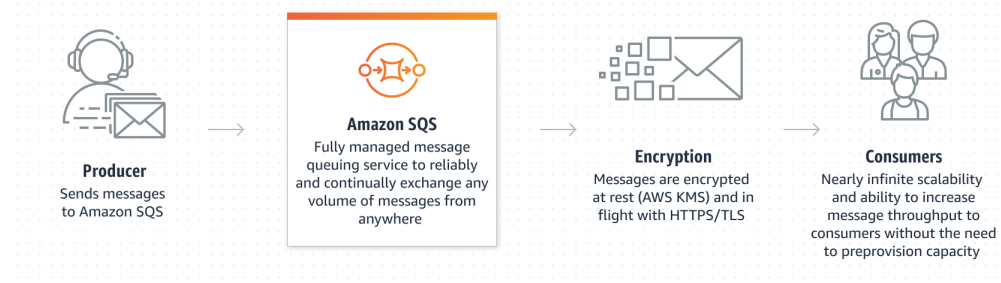 Producer
Sends messages
to Amazon SQS
Amazon SQS
Fully managed message
queuing service to reliably
and continually exchange any
volume of messages from
anywhere
Encryption
Messages are encrypted
at rest (AWS KMS) and in
flight with HTTPS/TLS
Consumers
Nearly infinite scalability
and ability to increase
message throughput to
consumers without the need
to preprovision capacity